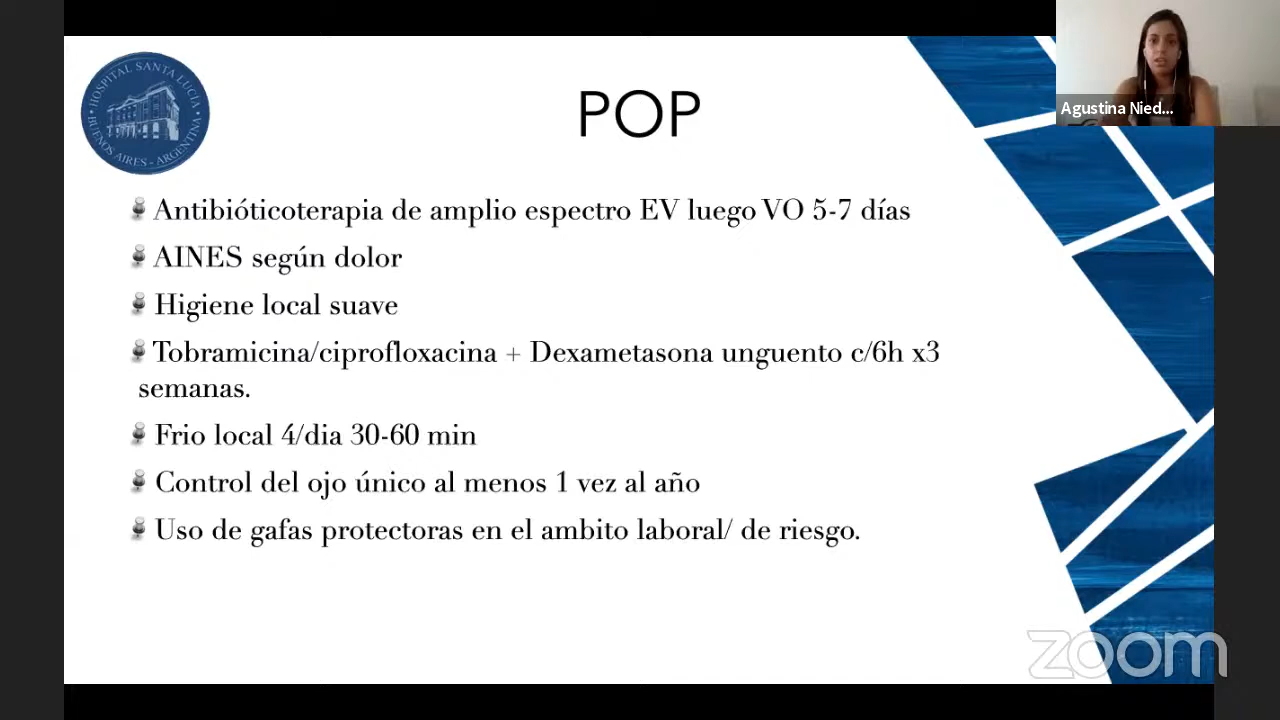 HOSPITAL SANTA LUCÍA
BUENOS AIRES - ARGENTINA
POP
Agustina Nied...
Antibióticoterapia de amplio espectro EV luego VO 5-7 días
AINES según dolor
Higiene local suave
Tobramicina/ciprofloxacina + Dexametasona unguento c/6h x3
semanas.
Frio local 4/dia 30-60 min
Control del ojo único al menos 1 vez al año
Uso de gafas protectoras en el ambito laboral/ de riesgo.
zoom